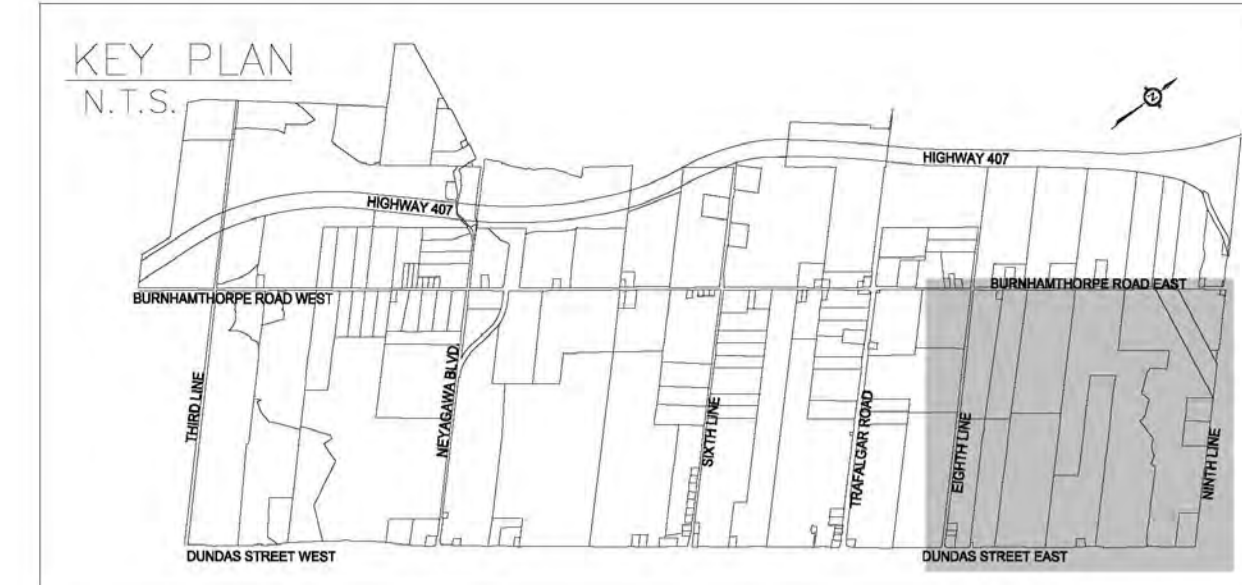 KEY PLAN
N.T.S.
N
HIGHWAY 407
HIGHWAY 407
BURNHAMTHORPE ROAD WEST
BURNHAMTHORPE ROAD EAST
THIRD LINE
NEYAGAWA BLVD.
SIXTH LINE
TRAFALGAR ROAD
EIGHTH LINE
NINTH LINE
DUNDAS STREET WEST
DUNDAS STREET EAST